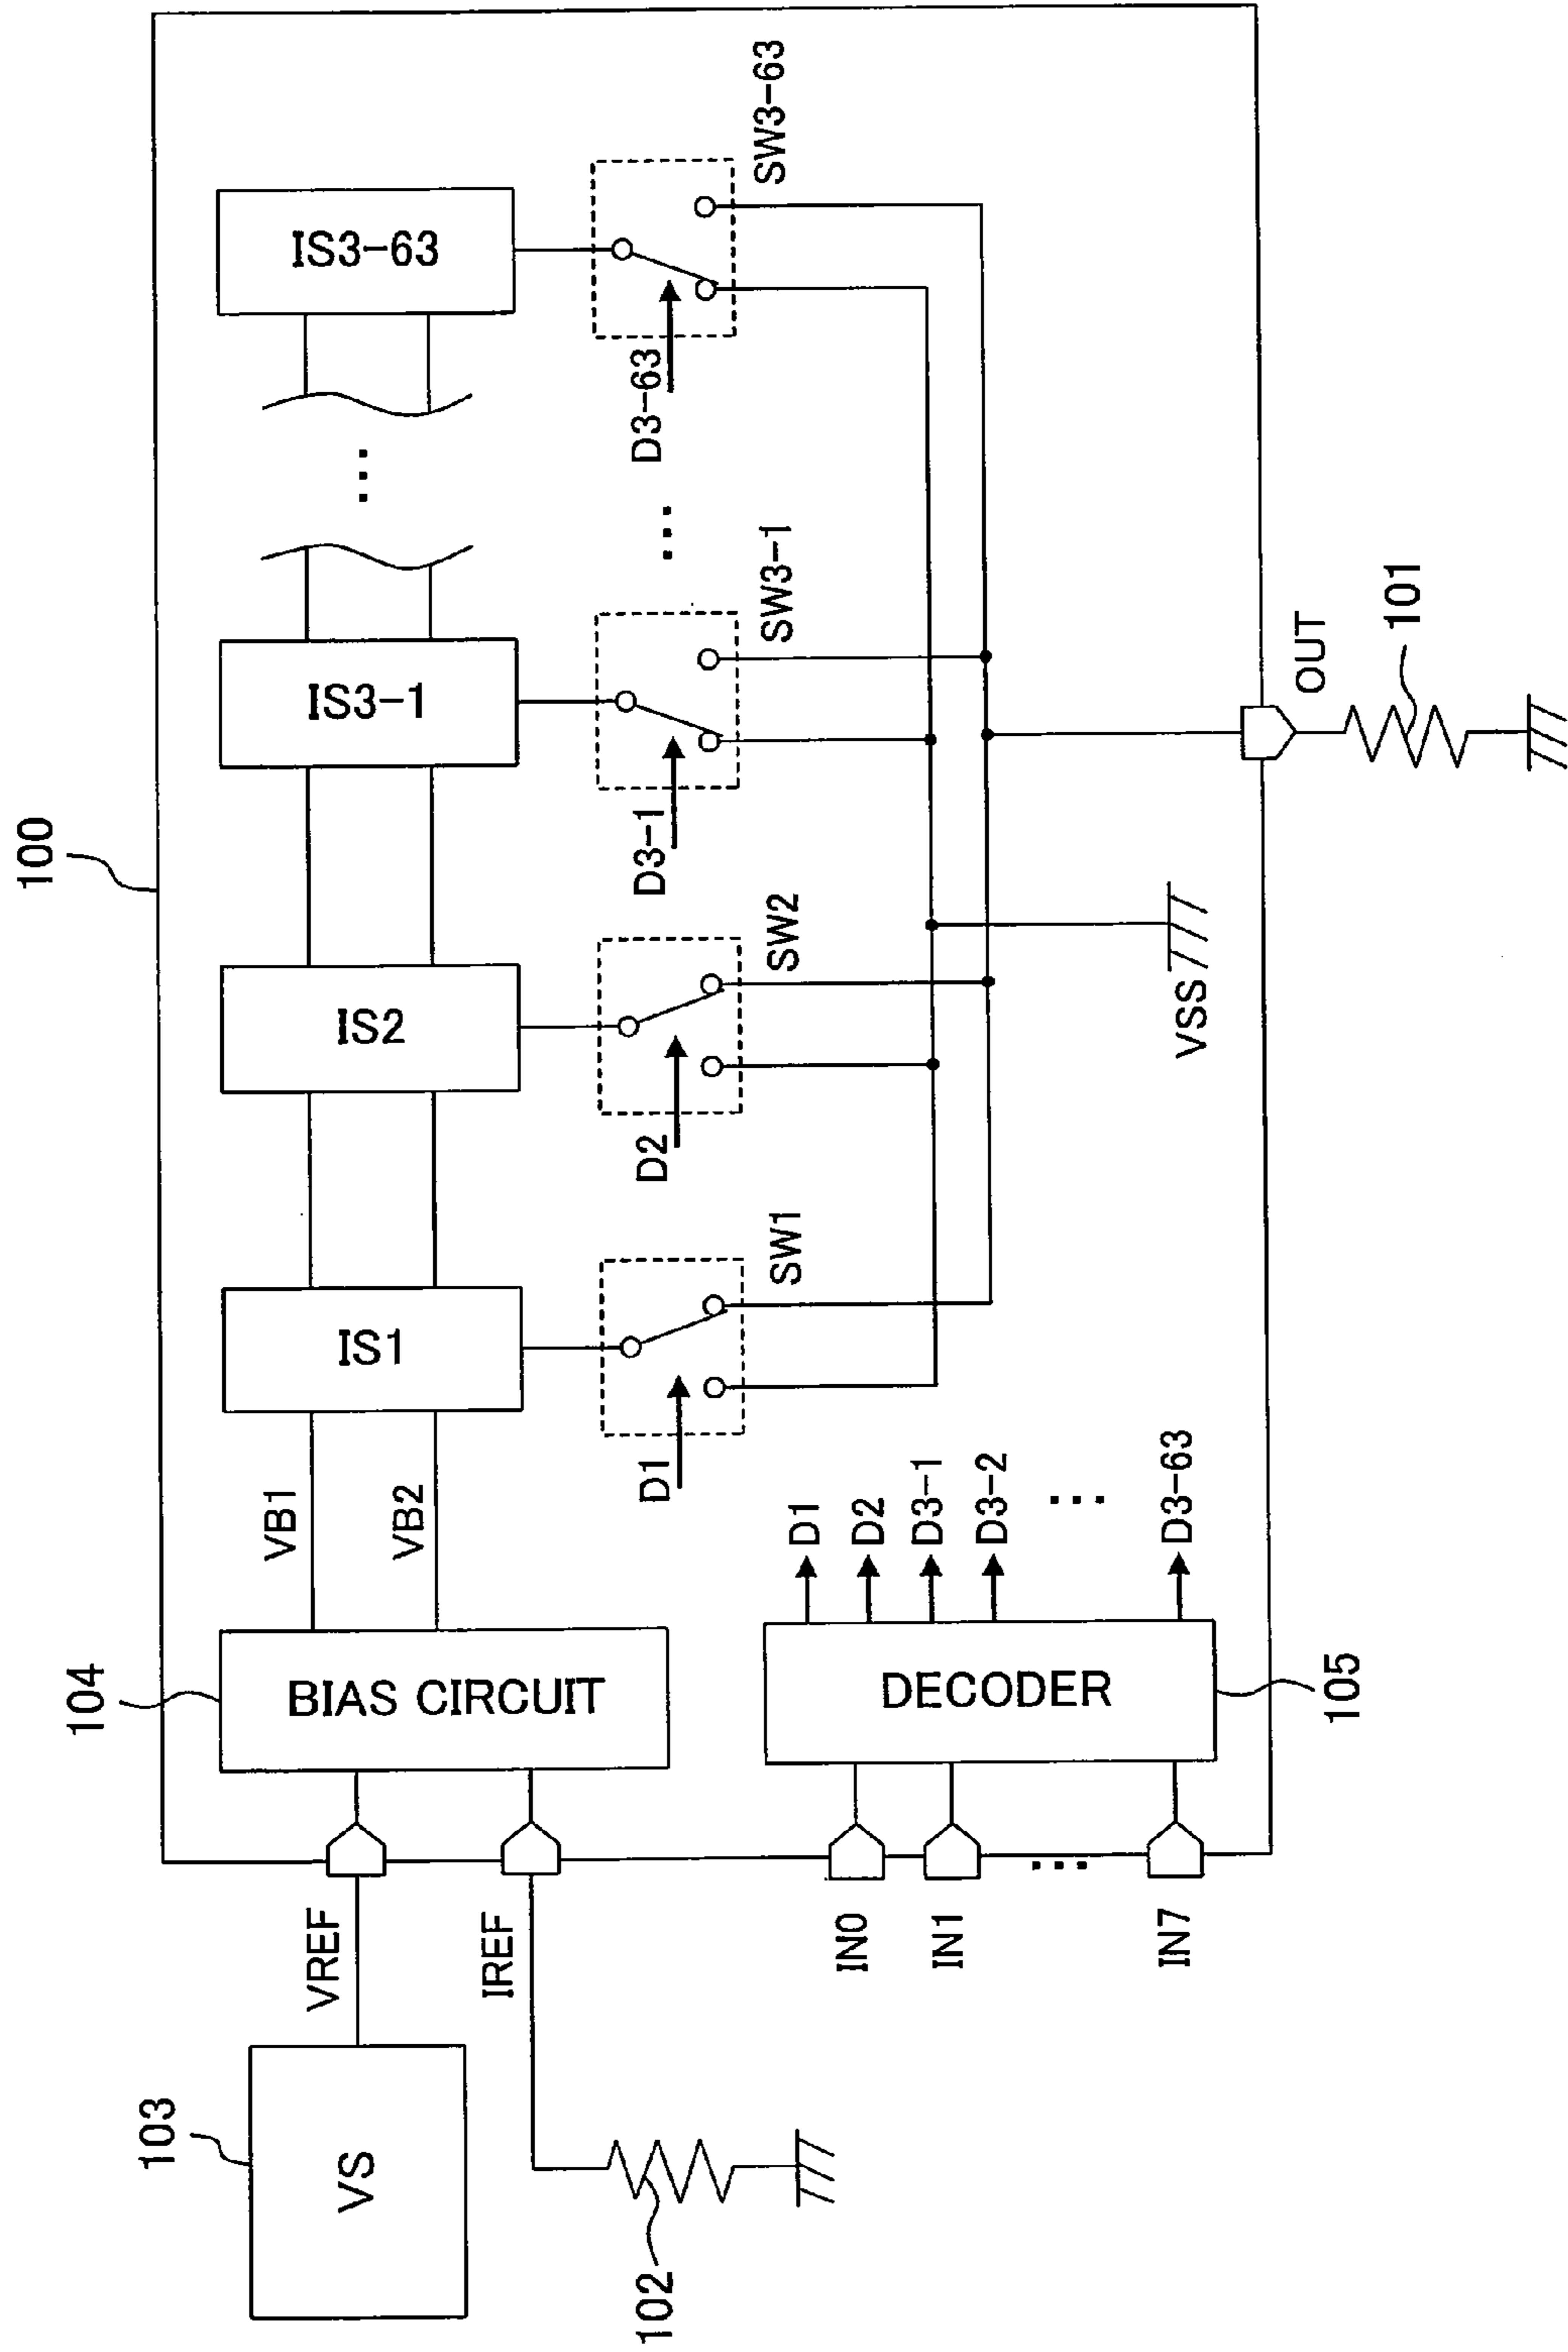 100
104
BIAS CIRCUIT
VB1
VB2
IS1
IS2
IS3-1
...
IS3-63
103
VS
VREF
IREF
102
D1
SW1
D2
SW2
D3-1
SW3-1
...
D3-63
SW3-63
IN0
IN1
...
IN7
DECODER
105
D1
D2
D3-1
D3-2
...
D3-63
VSS
OUT
101